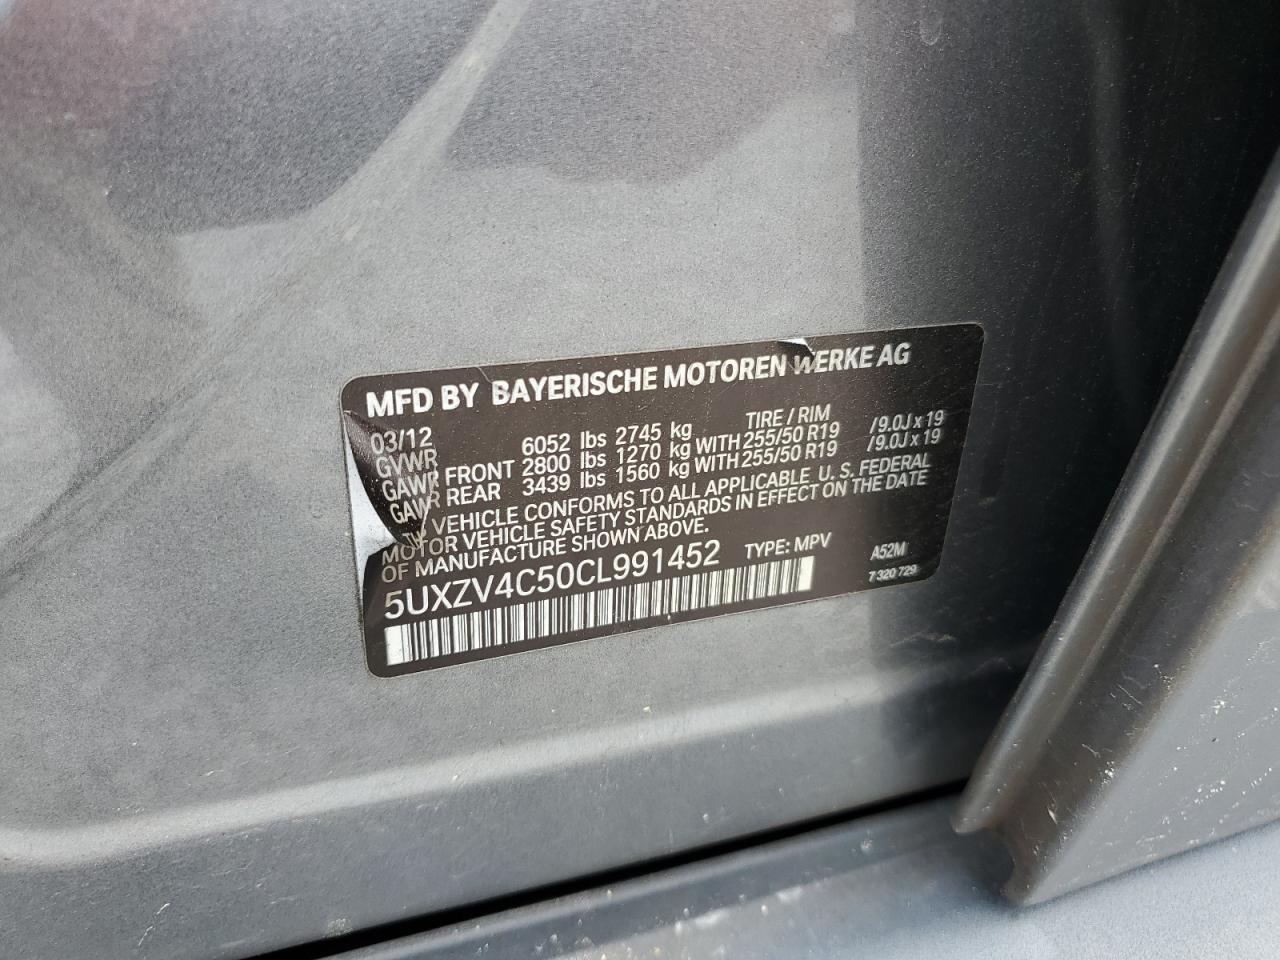 MFD BY BAYERISCHE MOTOREN WERKE AG
03/12 TIRE / RIM
GVWR 6052 lbs 2745 kg
GAWR FRONT 2800 lbs 1270 kg WITH 255/50 R19 /9.0J x 19
GAWR REAR 3439 lbs 1560 kg WITH 255/50 R19 /9.0J x 19
VEHICLE CONFORMS TO ALL APPLICABLE U. S. FEDERAL
MOTOR VEHICLE SAFETY STANDARDS IN EFFECT ON THE DATE
OF MANUFACTURE SHOWN ABOVE.
5UXZV4C50CL991452 TYPE: MPV A52M
7 320 729